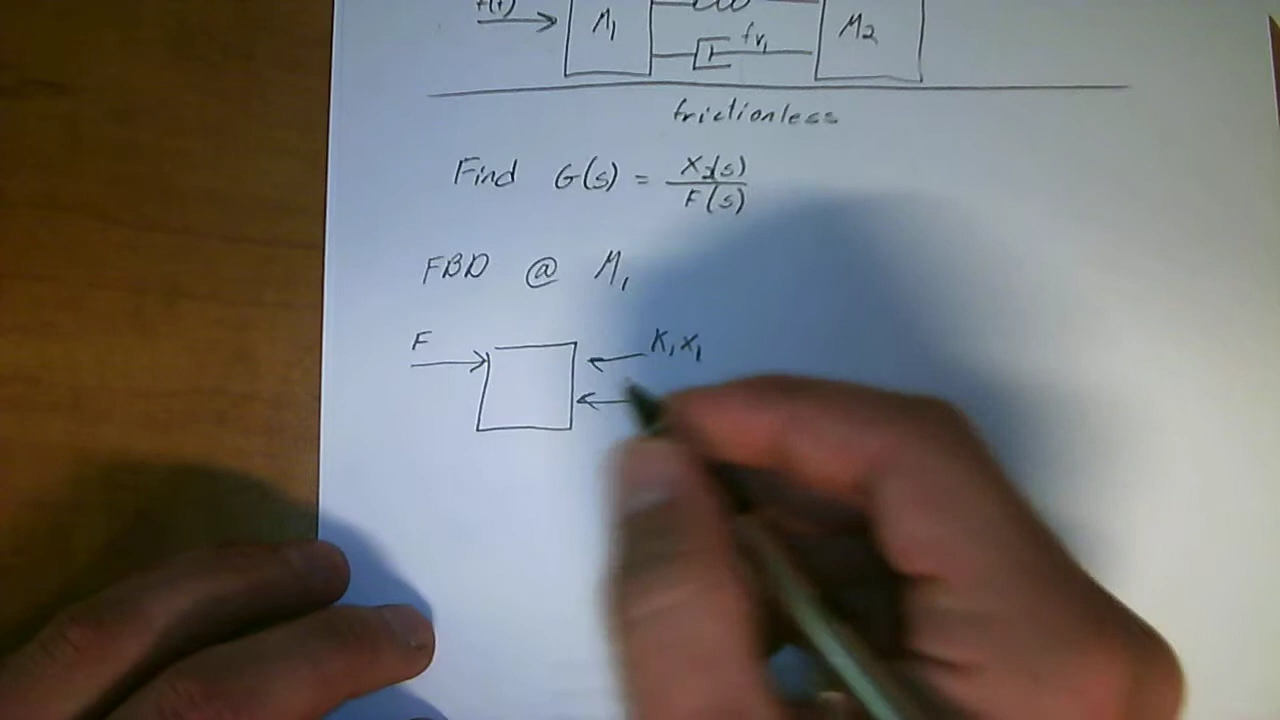 f(t)
M1
fv1
M2
frictionless
Find G(s) = X2(s) / F(s)
FBD @ M1
F
K1x1